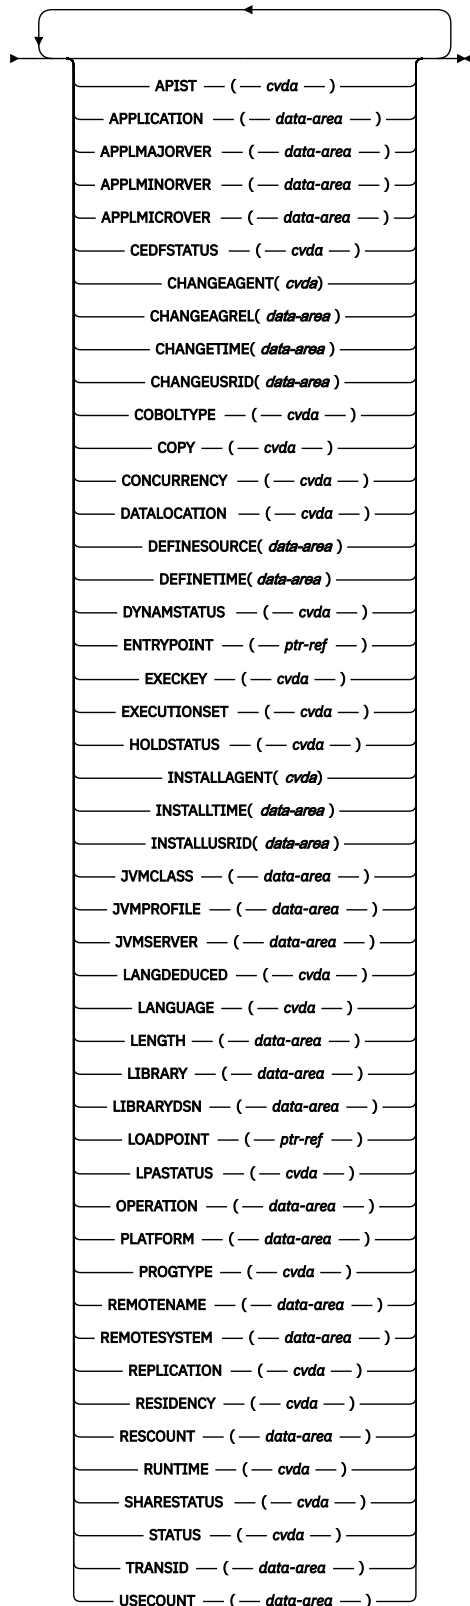 APIST ( cvda )
APPLICATION ( data-area )
APPLMAJORVER ( data-area )
APPLMINORVER ( data-area )
APPLMICROVER ( data-area )
CEDFSTATUS ( cvda )
CHANGEAGENT( cvda)
CHANGEAGREL( data-area )
CHANGETIME( data-area )
CHANGEUSRID( data-area )
COBOLTYPE ( cvda )
COPY ( cvda )
CONCURRENCY ( cvda )
DATALOCATION ( cvda )
DEFINESOURCE( data-area )
DEFINETIME( data-area )
DYNAMSTATUS ( cvda )
ENTRYPOINT ( ptr-ref )
EXECKEY ( cvda )
EXECUTIONSET ( cvda )
HOLDSTATUS ( cvda )
INSTALLAGENT( cvda)
INSTALLTIME( data-area )
INSTALLUSRID( data-area )
JVMCLASS ( data-area )
JVMPROFILE ( data-area )
JVMSERVER ( data-area )
LANGDEDUCED ( cvda )
LANGUAGE ( cvda )
LENGTH ( data-area )
LIBRARY ( data-area )
LIBRARYDSN ( data-area )
LOADPOINT ( ptr-ref )
LPASTATUS ( cvda )
OPERATION ( data-area )
PLATFORM ( data-area )
PROGTYPE ( cvda )
REMOTENAME ( data-area )
REMOTESYSTEM ( data-area )
REPLICATION ( cvda )
RESIDENCY ( cvda )
RESCOUNT ( data-area )
RUNTIME ( cvda )
SHARESTATUS ( cvda )
STATUS ( cvda )
TRANSID ( data-area )
USECOUNT ( data-area )